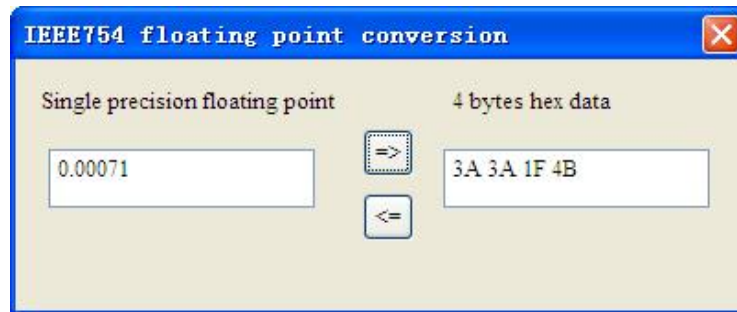 IEEE754 floating point conversion
Single precision floating point 4 bytes hex data
0.00071 => 3A 3A 1F 4B
<=